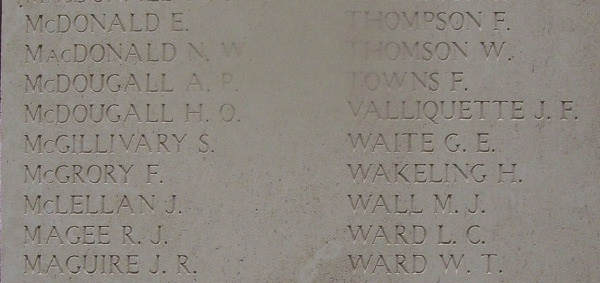 McDONALD E.
MacDONALD N. W
McDOUGALL A. P.
McDOUGALL H. O.
McGILLIVARY S.
McGRORY F.
McLELLAN J.
MAGEE R. J.
MAGUIRE J. R.
THOMPSON F.
THOMSON W.
TOWNS F.
VALLIQUETTE J. F.
WAITE G. E.
WAKELING H.
WALL M. J.
WARD L. C.
WARD W. T.